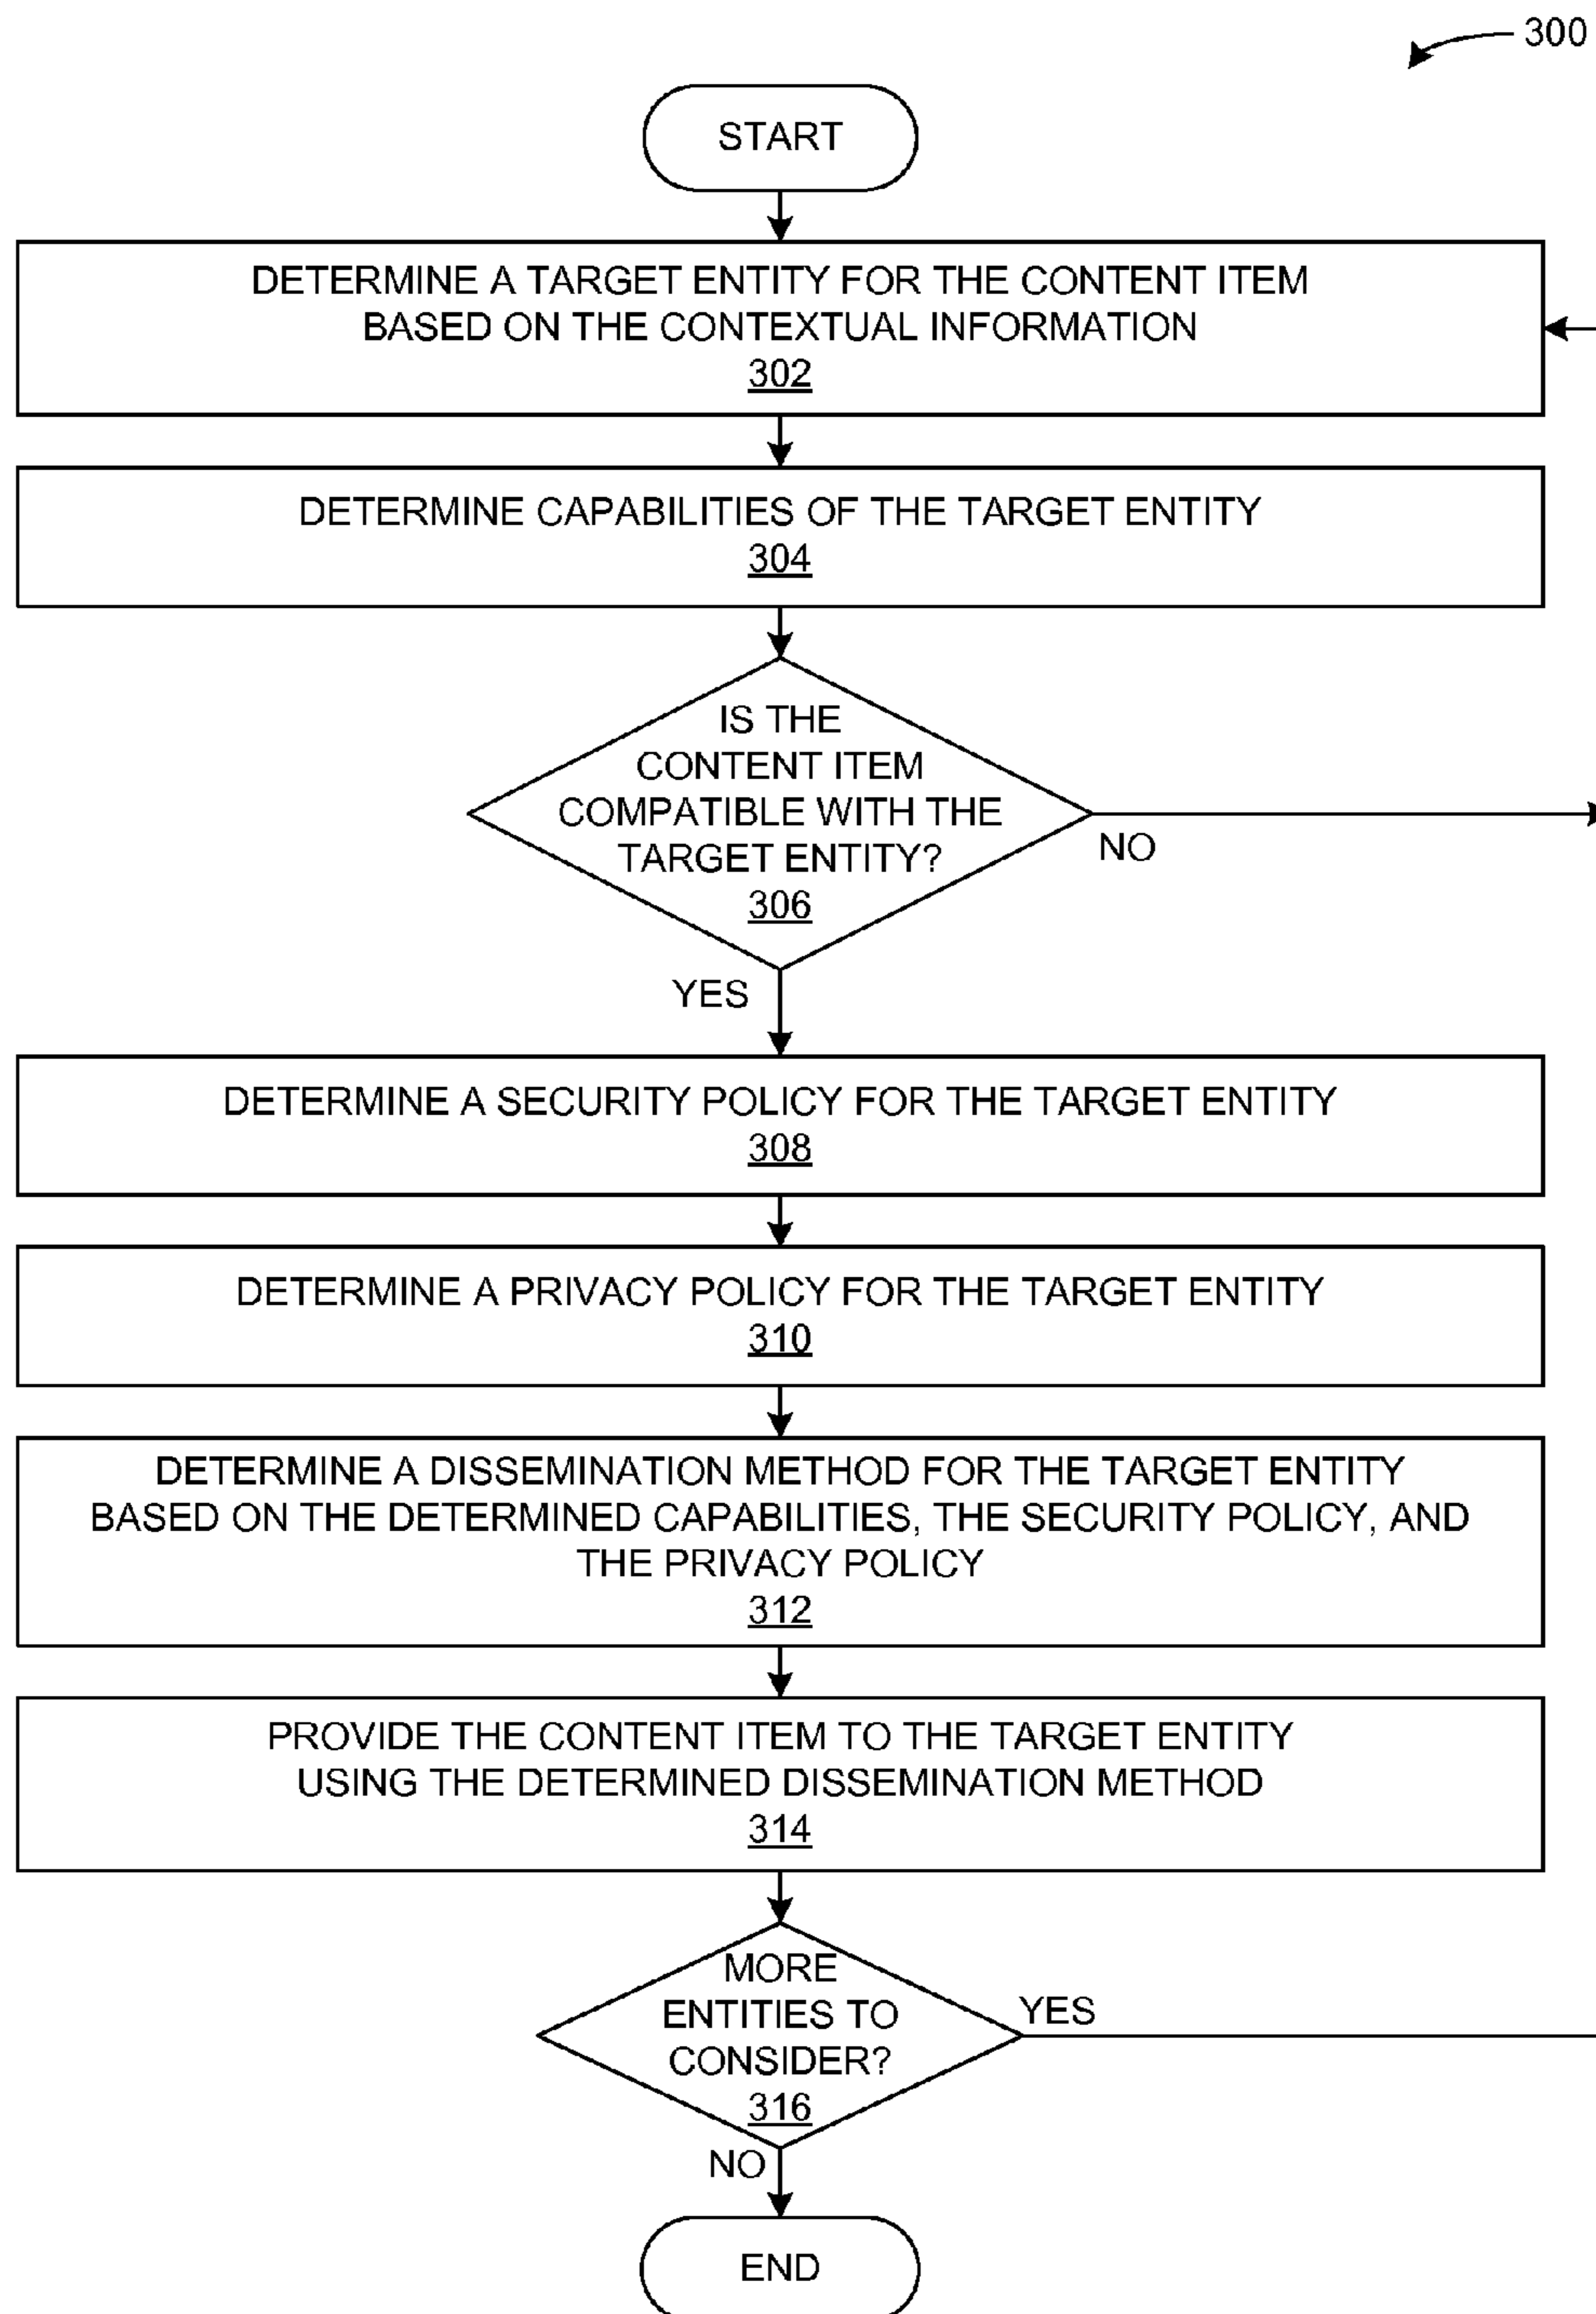 300
START
DETERMINE A TARGET ENTITY FOR THE CONTENT ITEM
BASED ON THE CONTEXTUAL INFORMATION
302
DETERMINE CAPABILITIES OF THE TARGET ENTITY
304
IS THE
CONTENT ITEM
COMPATIBLE WITH THE
TARGET ENTITY?
306
NO
YES
DETERMINE A SECURITY POLICY FOR THE TARGET ENTITY
308
DETERMINE A PRIVACY POLICY FOR THE TARGET ENTITY
310
DETERMINE A DISSEMINATION METHOD FOR THE TARGET ENTITY
BASED ON THE DETERMINED CAPABILITIES, THE SECURITY POLICY, AND
THE PRIVACY POLICY
312
PROVIDE THE CONTENT ITEM TO THE TARGET ENTITY
USING THE DETERMINED DISSEMINATION METHOD
314
MORE
ENTITIES TO
CONSIDER?
316
YES
NO
END